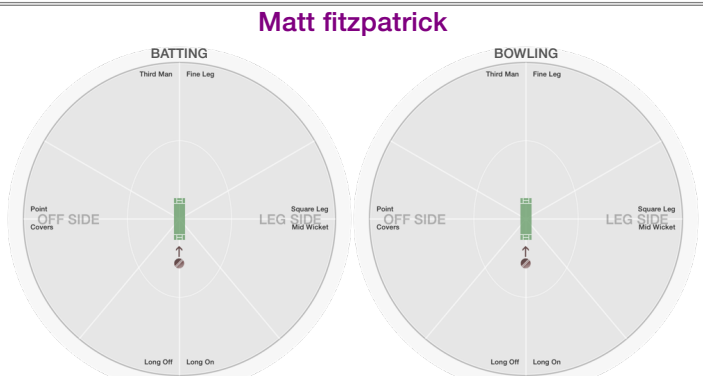 Matt fitzpatrick
BATTING
Third Man Fine Leg
Point
OFF SIDE
Covers
Square Leg
LEG SIDE
Mid Wicket
Long Off Long On
BOWLING
Third Man Fine Leg
Point
OFF SIDE
Covers
Square Leg
LEG SIDE
Mid Wicket
Long Off Long On